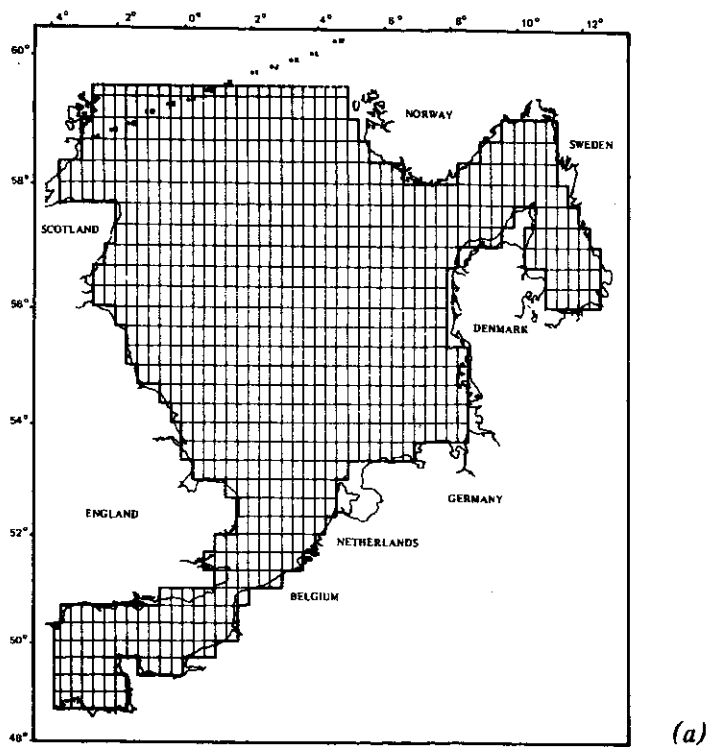 4° 2° 0° 2° 4° 6° 8° 10° 12°
60°
NORWAY
SWEDEN
58°
SCOTLAND
56°
DENMARK
54°
GERMANY
ENGLAND
52°
NETHERLANDS
BELGIUM
50°
48°
(a)